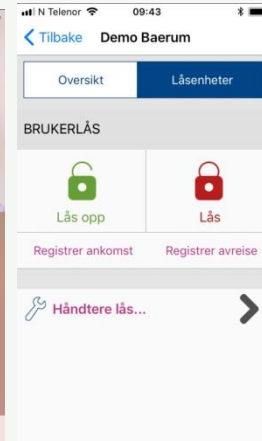 N Telenor 09:43
Tilbake Demo Baerum
Oversikt Låsenheter
BRUKERLÅS
Lås opp Lås
Registrer ankomst Registrer avreise
Håndtere lås...